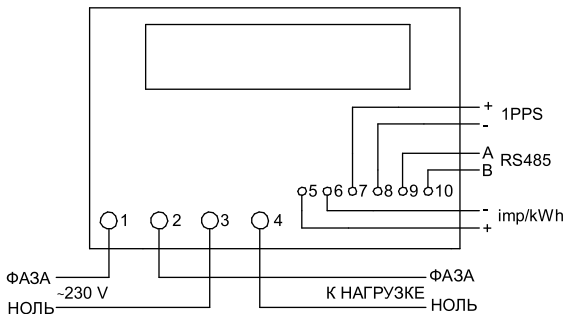 +
1PPS
-
A
RS485
B
5 6 7 8 9 10
1 2 3 4
-
imp/kWh
+
ФАЗА
~230 V
НОЛЬ
ФАЗА
К НАГРУЗКЕ
НОЛЬ